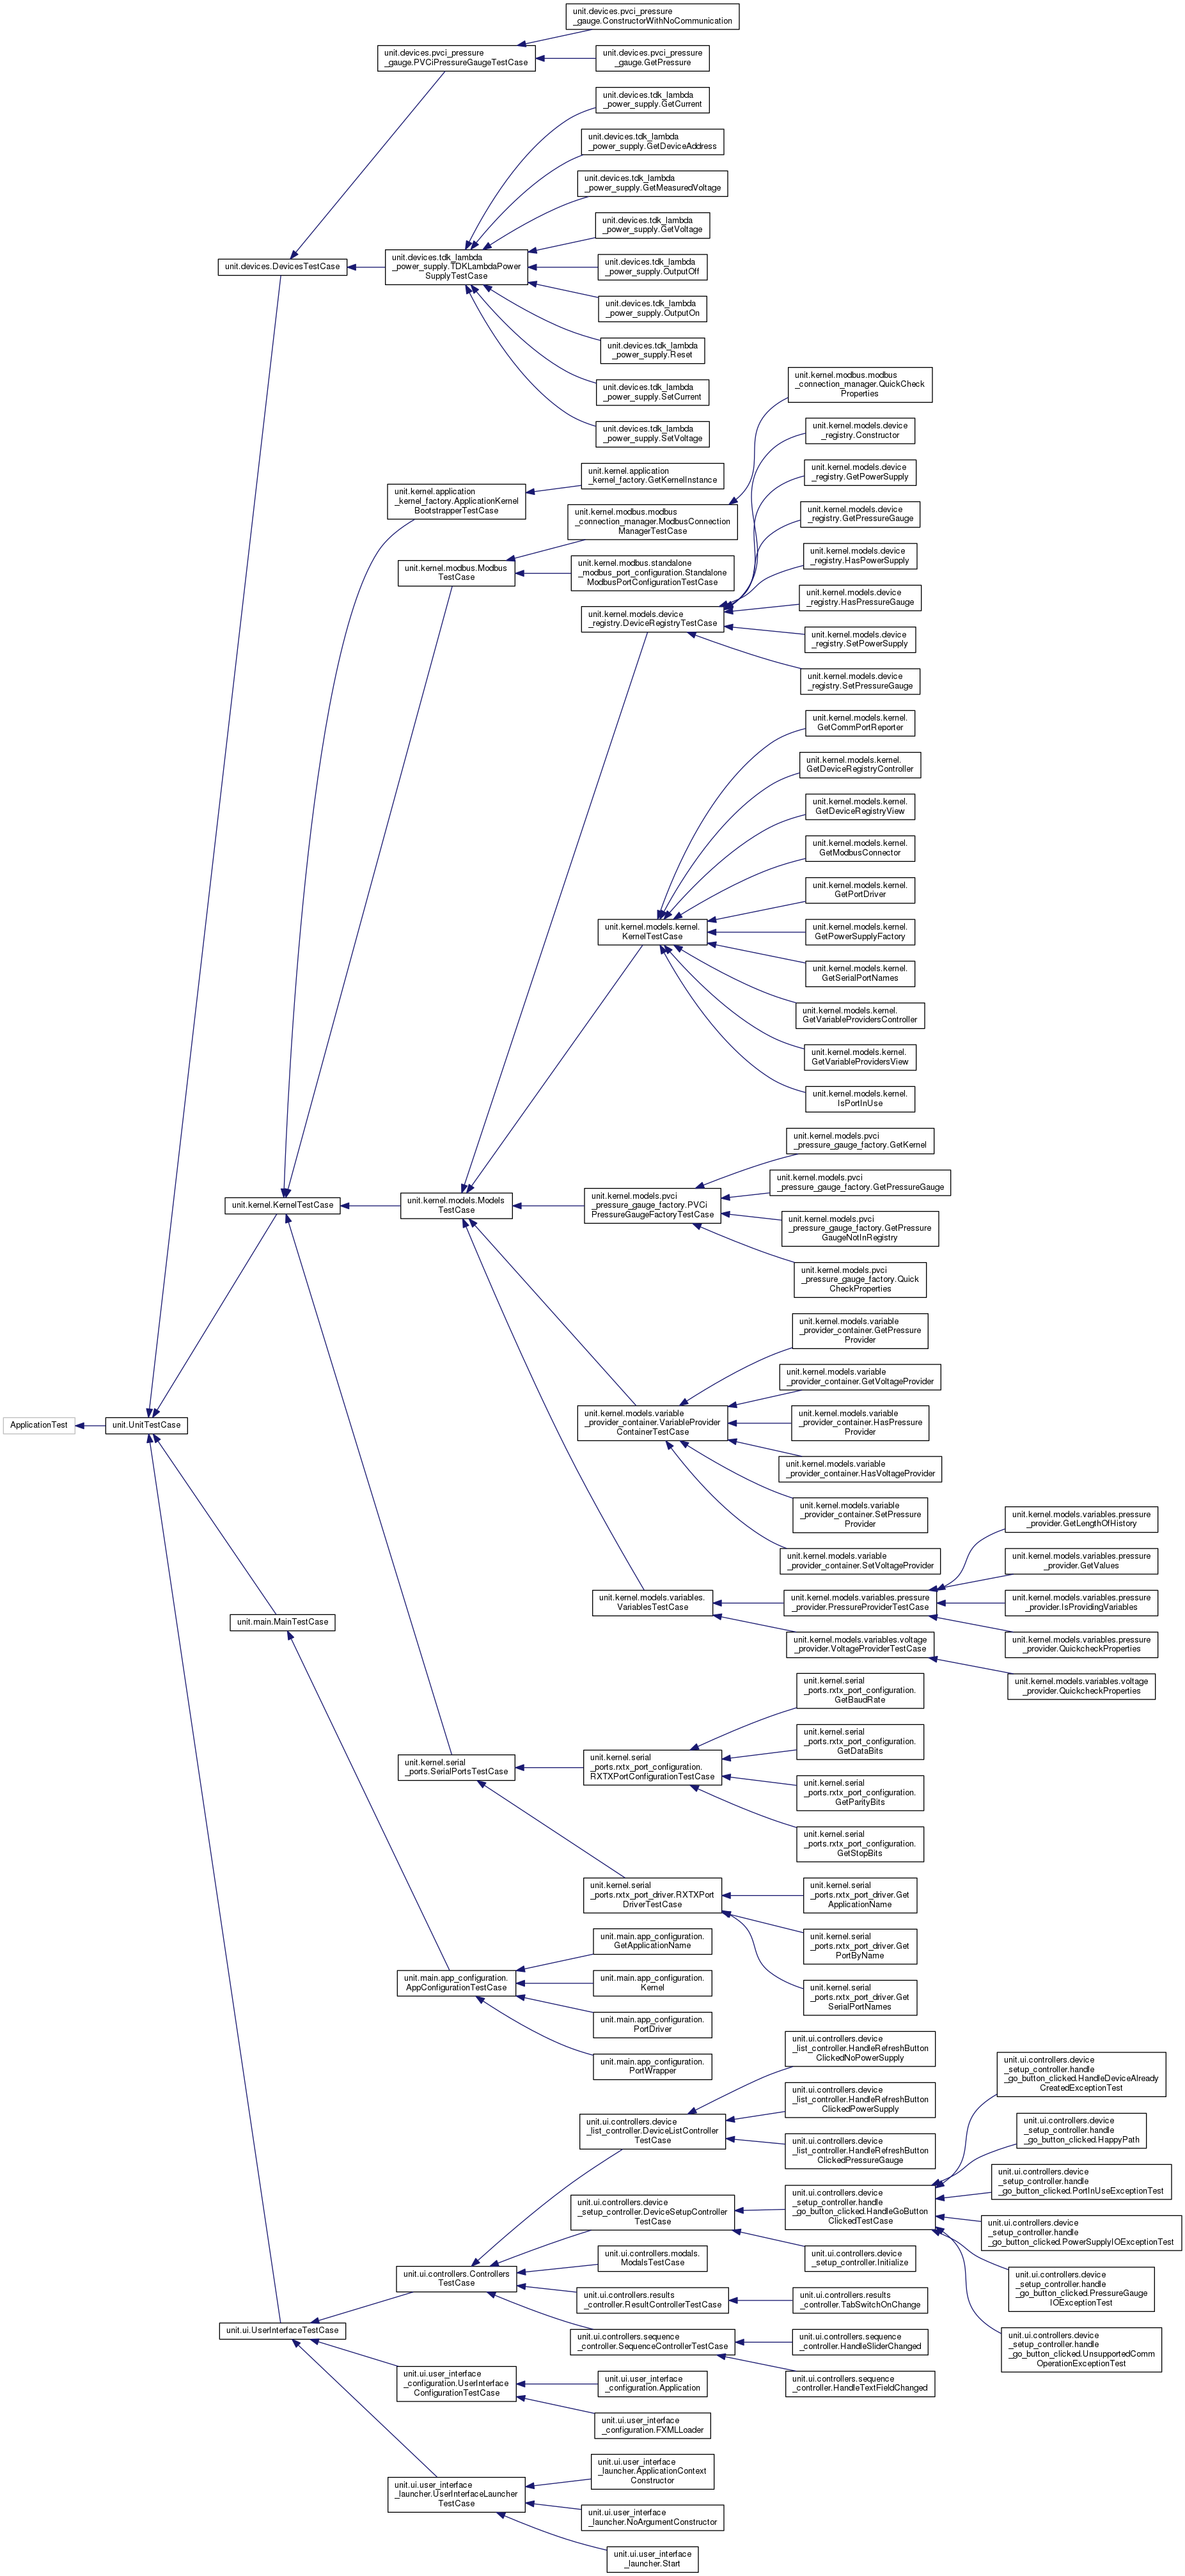 unit.devices.pvci_pressure
_gauge.ConstructorWithNoCommunication
unit.devices.pvci_pressure
_gauge.PVCiPressureGaugeTestCase
unit.devices.pvci_pressure
_gauge.GetPressure
unit.devices.tdk_lambda
_power_supply.GetCurrent
unit.devices.tdk_lambda
_power_supply.GetDeviceAddress
unit.devices.tdk_lambda
_power_supply.GetMeasuredVoltage
unit.devices.tdk_lambda
_power_supply.GetVoltage
unit.devices.DevicesTestCase
unit.devices.tdk_lambda
_power_supply.TDKLambdaPower
SupplyTestCase
unit.devices.tdk_lambda
_power_supply.OutputOff
unit.devices.tdk_lambda
_power_supply.OutputOn
unit.devices.tdk_lambda
_power_supply.Reset
unit.devices.tdk_lambda
_power_supply.SetCurrent
unit.devices.tdk_lambda
_power_supply.SetVoltage
unit.kernel.modbus.modbus
_connection_manager.QuickCheck
Properties
unit.kernel.models.device
_registry.Constructor
unit.kernel.application
_kernel_factory.GetKernelInstance
unit.kernel.models.device
_registry.GetPowerSupply
unit.kernel.application
_kernel_factory.ApplicationKernel
BootstrapperTestCase
unit.kernel.modbus.modbus
_connection_manager.ModbusConnection
ManagerTestCase
unit.kernel.models.device
_registry.GetPressureGauge
unit.kernel.modbus.Modbus
TestCase
unit.kernel.modbus.standalone
_modbus_port_configuration.Standalone
ModbusPortConfigurationTestCase
unit.kernel.models.device
_registry.HasPowerSupply
unit.kernel.models.device
_registry.HasPressureGauge
unit.kernel.models.device
_registry.DeviceRegistryTestCase
unit.kernel.models.device
_registry.SetPowerSupply
unit.kernel.models.device
_registry.SetPressureGauge
unit.kernel.models.kernel.
GetCommPortReporter
unit.kernel.models.kernel.
GetDeviceRegistryController
unit.kernel.models.kernel.
GetDeviceRegistryView
unit.kernel.models.kernel.
GetModbusConnector
unit.kernel.models.kernel.
GetPortDriver
unit.kernel.models.kernel.
KernelTestCase
unit.kernel.models.kernel.
GetPowerSupplyFactory
unit.kernel.models.kernel.
GetSerialPortNames
unit.kernel.models.kernel.
GetVariableProvidersController
unit.kernel.models.kernel.
GetVariableProvidersView
unit.kernel.models.kernel.
IsPortInUse
unit.kernel.models.pvci
_pressure_gauge_factory.GetKernel
unit.kernel.models.pvci
_pressure_gauge_factory.GetPressureGauge
unit.kernel.KernelTestCase
unit.kernel.models.Models
TestCase
unit.kernel.models.pvci
_pressure_gauge_factory.PVCi
PressureGaugeFactoryTestCase
unit.kernel.models.pvci
_pressure_gauge_factory.GetPressure
GaugeNotInRegistry
unit.kernel.models.pvci
_pressure_gauge_factory.Quick
CheckProperties
unit.kernel.models.variable
_provider_container.GetPressure
Provider
unit.kernel.models.variable
_provider_container.GetVoltageProvider
ApplicationTest
unit.UnitTestCase
unit.kernel.models.variable
_provider_container.VariableProvider
ContainerTestCase
unit.kernel.models.variable
_provider_container.HasPressure
Provider
unit.kernel.models.variable
_provider_container.HasVoltageProvider
unit.kernel.models.variable
_provider_container.SetPressure
Provider
unit.kernel.models.variable
_provider_container.SetVoltageProvider
unit.kernel.models.variables.pressure
_provider.GetLengthOfHistory
unit.kernel.models.variables.pressure
_provider.GetValues
unit.main.MainTestCase
unit.kernel.models.variables.
VariablesTestCase
unit.kernel.models.variables.pressure
_provider.PressureProviderTestCase
unit.kernel.models.variables.pressure
_provider.IsProvidingVariables
unit.kernel.models.variables.voltage
_provider.VoltageProviderTestCase
unit.kernel.models.variables.pressure
_provider.QuickcheckProperties
unit.kernel.models.variables.voltage
_provider.QuickcheckProperties
unit.kernel.serial
_ports.rxtx_port_configuration.
GetBaudRate
unit.kernel.serial
_ports.SerialPortsTestCase
unit.kernel.serial
_ports.rxtx_port_configuration.
RXTXPortConfigurationTestCase
unit.kernel.serial
_ports.rxtx_port_configuration.
GetDataBits
unit.kernel.serial
_ports.rxtx_port_configuration.
GetParityBits
unit.kernel.serial
_ports.rxtx_port_configuration.
GetStopBits
unit.kernel.serial
_ports.rxtx_port_driver.RXTXPort
DriverTestCase
unit.kernel.serial
_ports.rxtx_port_driver.Get
ApplicationName
unit.kernel.serial
_ports.rxtx_port_driver.Get
PortByName
unit.kernel.serial
_ports.rxtx_port_driver.Get
SerialPortNames
unit.main.app_configuration.
GetApplicationName
unit.main.app_configuration.
AppConfigurationTestCase
unit.main.app_configuration.
Kernel
unit.main.app_configuration.
PortDriver
unit.main.app_configuration.
PortWrapper
unit.ui.controllers.device
_list_controller.HandleRefreshButton
ClickedNoPowerSupply
unit.ui.controllers.device
_list_controller.HandleRefreshButton
ClickedPowerSupply
unit.ui.controllers.device
_list_controller.DeviceListController
TestCase
unit.ui.controllers.device
_list_controller.HandleRefreshButton
ClickedPressureGauge
unit.ui.controllers.device
_setup_controller.handle
_go_button_clicked.HandleDeviceAlready
CreatedExceptionTest
unit.ui.controllers.device
_setup_controller.handle
_go_button_clicked.HappyPath
unit.ui.controllers.device
_setup_controller.handle
_go_button_clicked.PortInUseExceptionTest
unit.ui.controllers.device
_setup_controller.DeviceSetupController
TestCase
unit.ui.controllers.device
_setup_controller.handle
_go_button_clicked.HandleGoButton
ClickedTestCase
unit.ui.controllers.device
_setup_controller.handle
_go_button_clicked.PowerSupplyIOExceptionTest
unit.ui.controllers.modals.
ModalsTestCase
unit.ui.controllers.device
_setup_controller.Initialize
unit.ui.controllers.Controllers
TestCase
unit.ui.controllers.device
_setup_controller.handle
_go_button_clicked.PressureGauge
IOExceptionTest
unit.ui.controllers.results
_controller.ResultControllerTestCase
unit.ui.controllers.results
_controller.TabSwitchOnChange
unit.ui.UserInterfaceTestCase
unit.ui.controllers.sequence
_controller.SequenceControllerTestCase
unit.ui.controllers.sequence
_controller.HandleSliderChanged
unit.ui.controllers.device
_setup_controller.handle
_go_button_clicked.UnsupportedComm
OperationExceptionTest
unit.ui.controllers.sequence
_controller.HandleTextFieldChanged
unit.ui.user_interface
_configuration.UserInterface
ConfigurationTestCase
unit.ui.user_interface
_configuration.Application
unit.ui.user_interface
_configuration.FXMLLoader
unit.ui.user_interface
_launcher.ApplicationContext
Constructor
unit.ui.user_interface
_launcher.UserInterfaceLauncher
TestCase
unit.ui.user_interface
_launcher.NoArgumentConstructor
unit.ui.user_interface
_launcher.Start